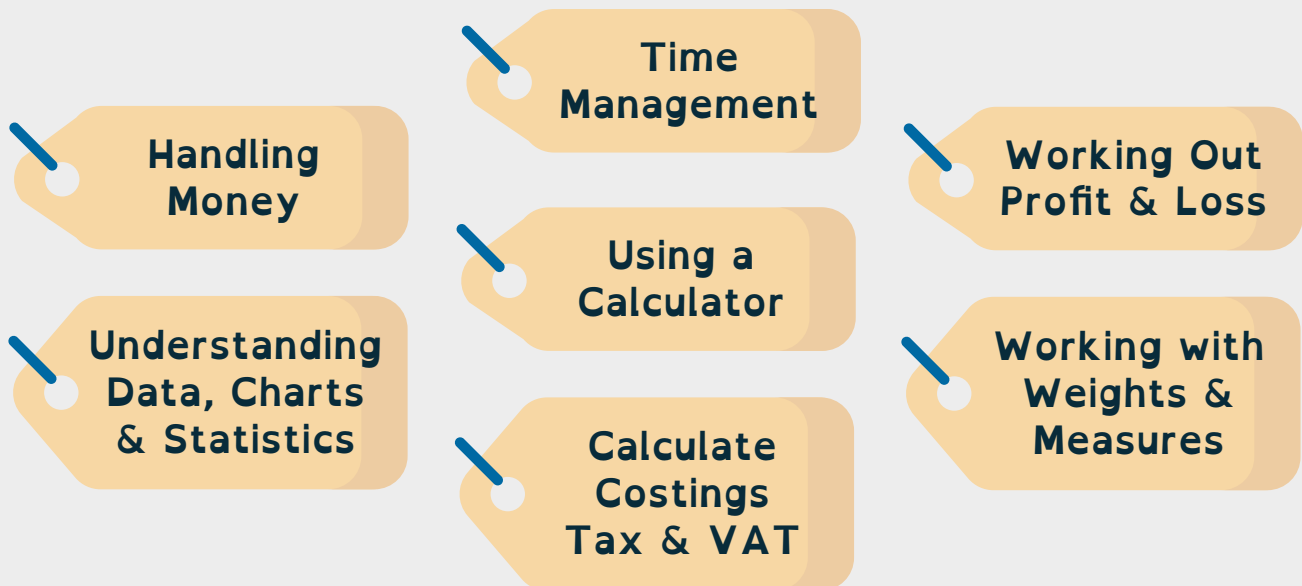 Time
Management
Handling
Money
Working Out
Profit & Loss
Using a
Calculator
Understanding
Data, Charts
& Statistics
Working with
Weights &
Measures
Calculate
Costings
Tax & VAT